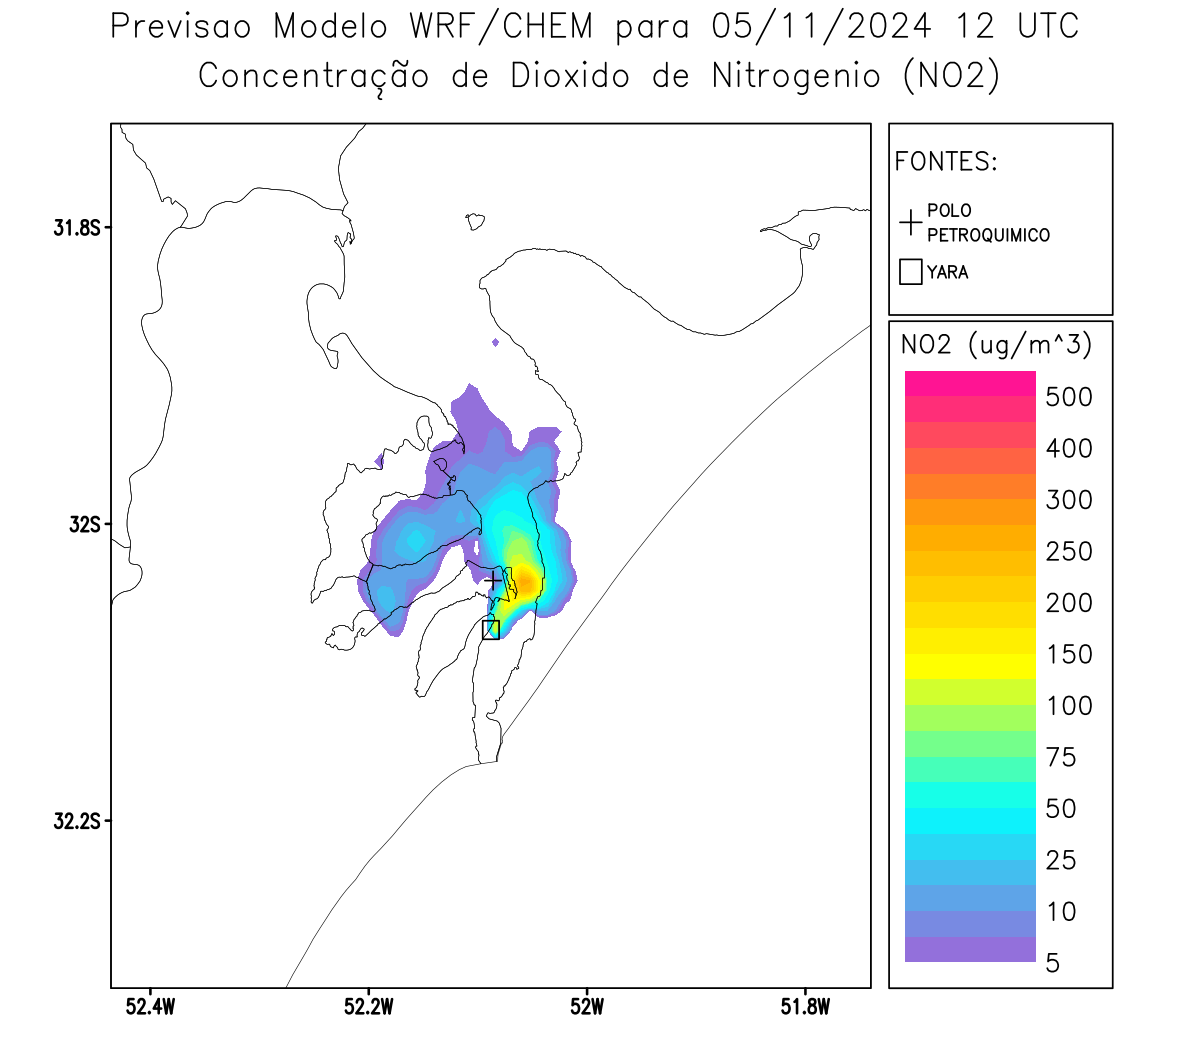 Previsao Modelo WRF/CHEM para 05/11/2024 12 UTC
Concentração de Dioxido de Nitrogenio (NO2)
FONTES:
POLO
PETROQUIMICO
YARA
NO2 (ug/m^3)
500
400
300
250
200
150
100
75
50
25
10
5
31.8S
32S
32.2S
52.4W
52.2W
52W
51.8W